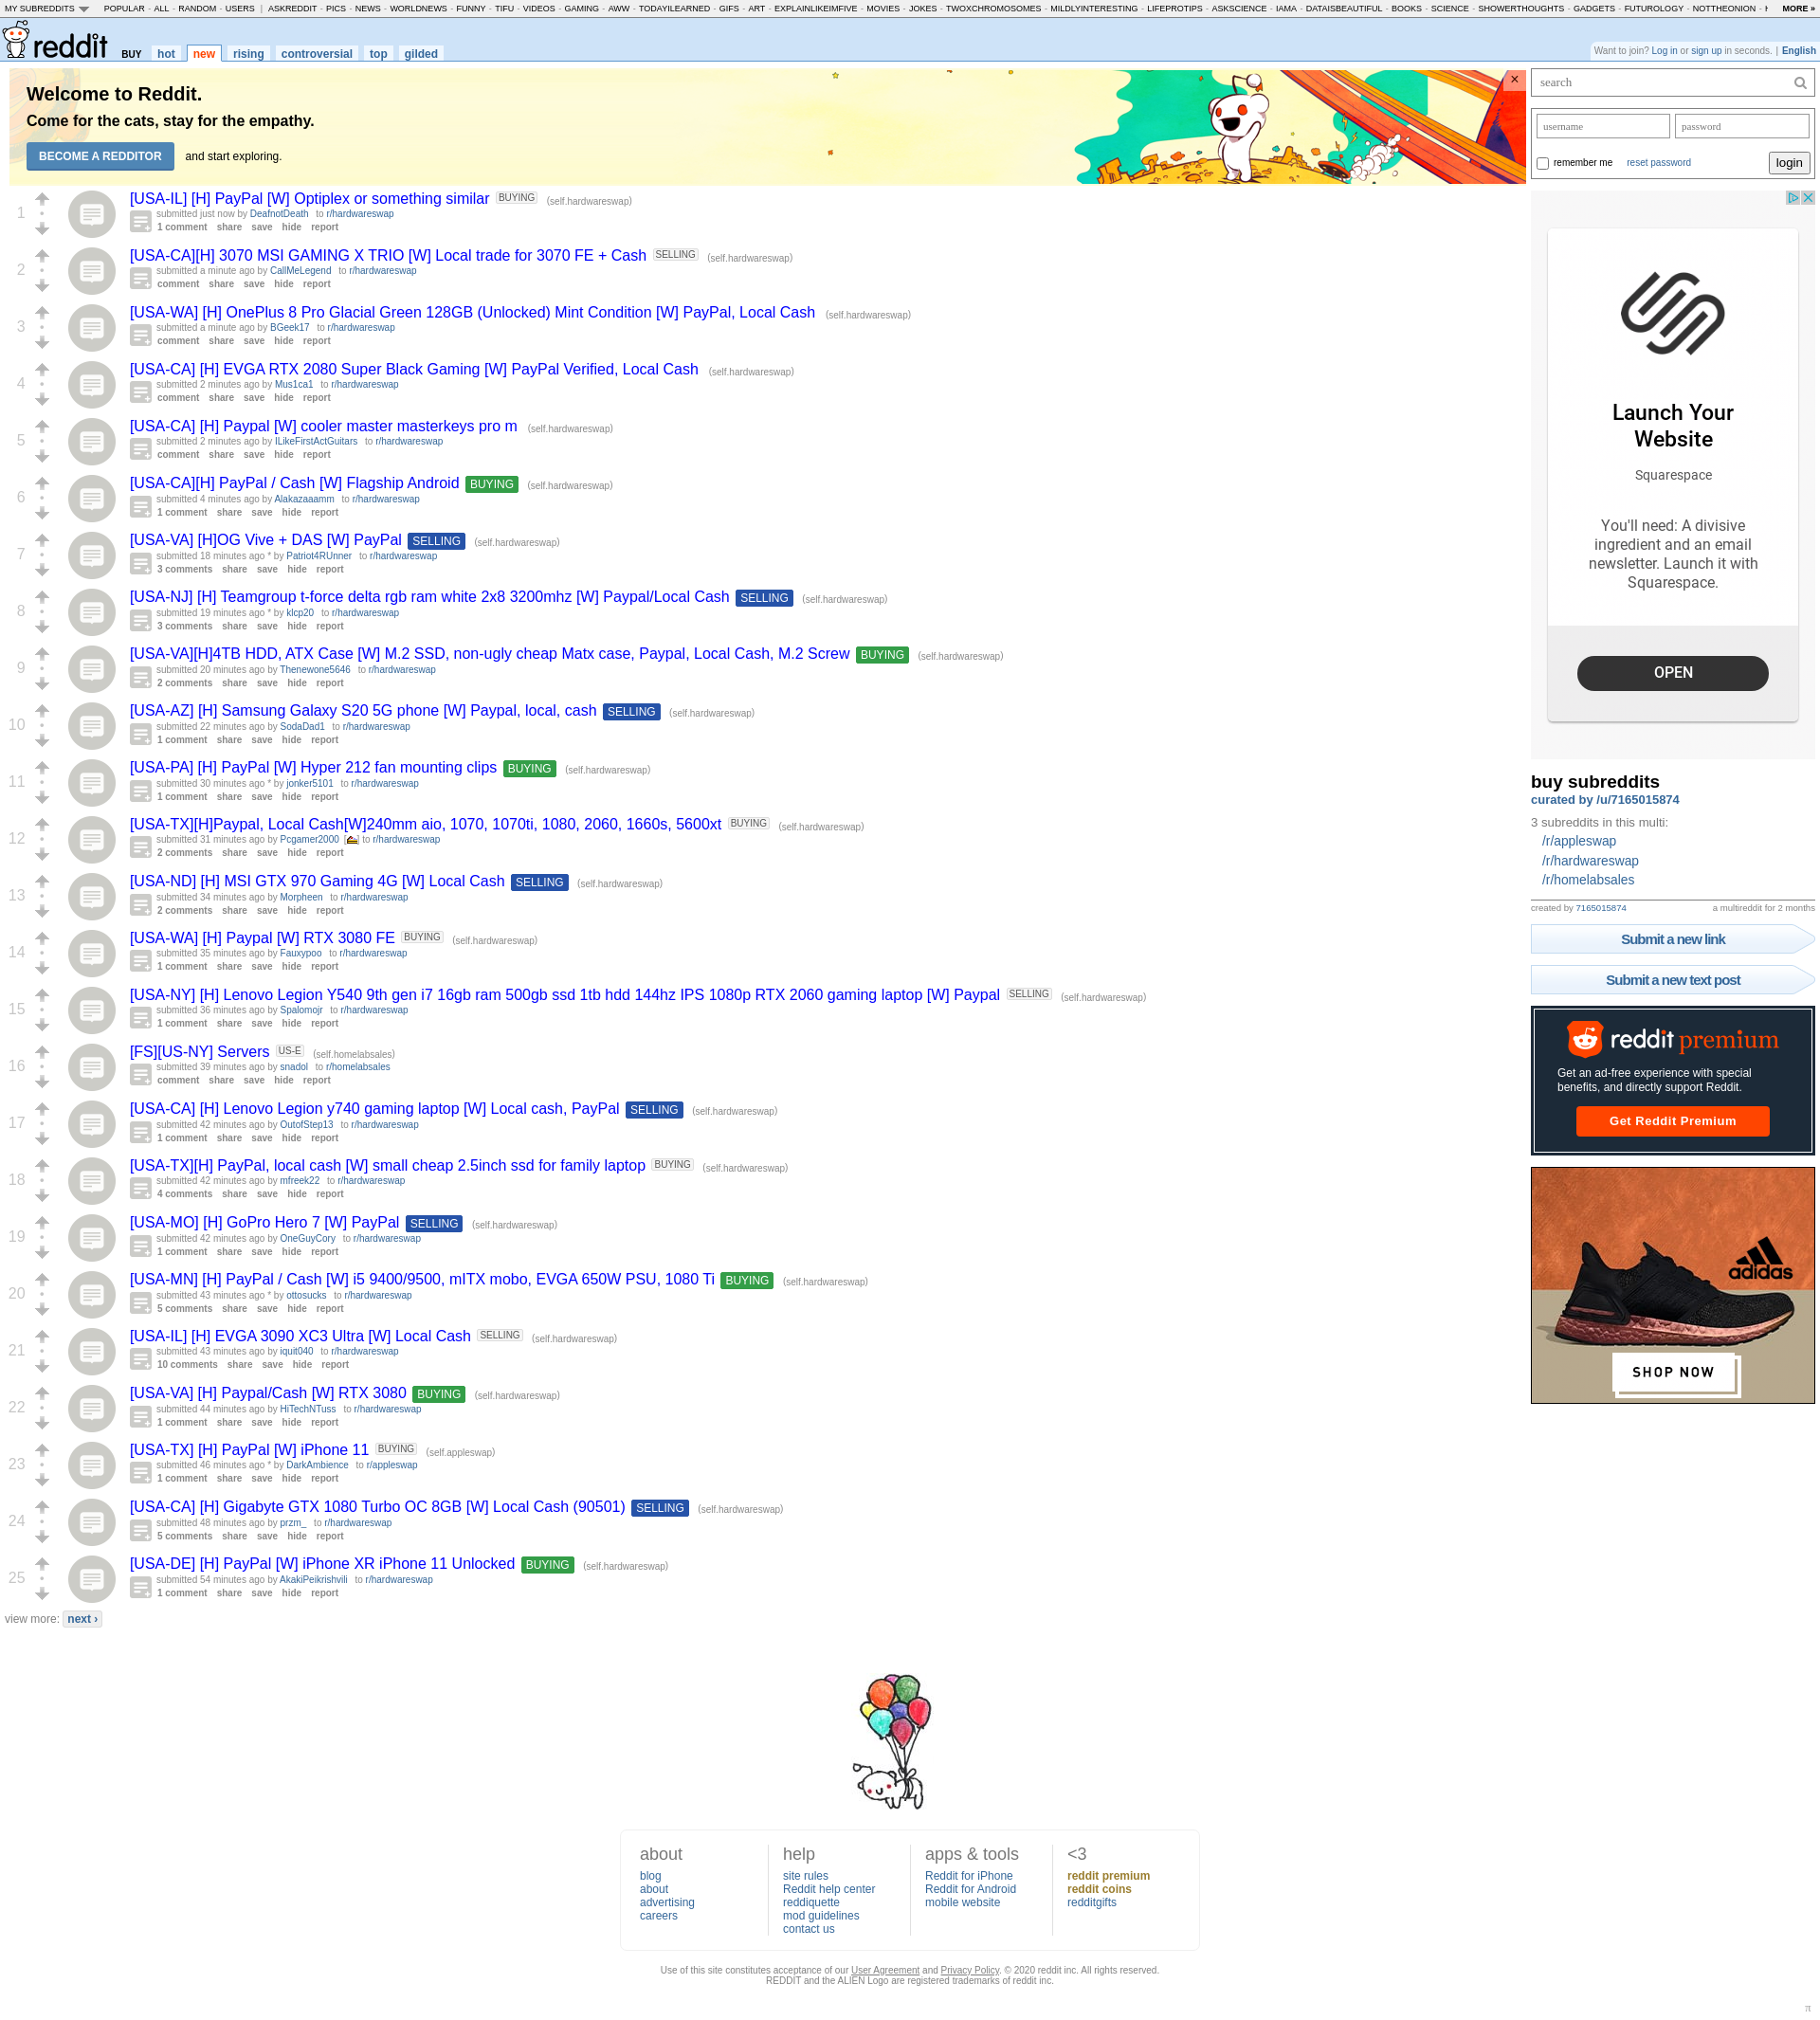 MY SUBREDDITS POPULAR - ALL - RANDOM - USERS | ASKREDDIT - PICS - NEWS - WORLDNEWS - FUNNY - TIFU - VIDEOS - GAMING - AWW - TODAYILEARNED - GIFS - ART - EXPLAINLIKEIMFIVE - MOVIES - JOKES - TWOXCHROMOSOMES - MILDLYINTERESTING - LIFEPROTIPS - ASKSCIENCE - IAMA - DATAISBEAUTIFUL - BOOKS - SCIENCE - SHOWERTHOUGHTS - GADGETS - FUTUROLOGY - NOTTHEONION - MORE »
reddit BUY hot new rising controversial top gilded
Want to join? Log in or sign up in seconds. | English
Welcome to Reddit.
Come for the cats, stay for the empathy.
BECOME A REDDITOR and start exploring.
×
1
[USA-IL] [H] PayPal [W] Optiplex or something similar BUYING (self.hardwareswap)
submitted just now by DeafnotDeath to r/hardwareswap
1 comment share save hide report
2
[USA-CA][H] 3070 MSI GAMING X TRIO [W] Local trade for 3070 FE + Cash SELLING (self.hardwareswap)
submitted a minute ago by CallMeLegend to r/hardwareswap
comment share save hide report
3
[USA-WA] [H] OnePlus 8 Pro Glacial Green 128GB (Unlocked) Mint Condition [W] PayPal, Local Cash (self.hardwareswap)
submitted a minute ago by BGeek17 to r/hardwareswap
comment share save hide report
4
[USA-CA] [H] EVGA RTX 2080 Super Black Gaming [W] PayPal Verified, Local Cash (self.hardwareswap)
submitted 2 minutes ago by Mus1ca1 to r/hardwareswap
comment share save hide report
5
[USA-CA] [H] Paypal [W] cooler master masterkeys pro m (self.hardwareswap)
submitted 2 minutes ago by ILikeFirstActGuitars to r/hardwareswap
comment share save hide report
6
[USA-CA][H] PayPal / Cash [W] Flagship Android BUYING (self.hardwareswap)
submitted 4 minutes ago by Alakazaaamm to r/hardwareswap
1 comment share save hide report
7
[USA-VA] [H]OG Vive + DAS [W] PayPal SELLING (self.hardwareswap)
submitted 18 minutes ago * by Patriot4RUnner to r/hardwareswap
3 comments share save hide report
8
[USA-NJ] [H] Teamgroup t-force delta rgb ram white 2x8 3200mhz [W] Paypal/Local Cash SELLING (self.hardwareswap)
submitted 19 minutes ago * by klcp20 to r/hardwareswap
3 comments share save hide report
9
[USA-VA][H]4TB HDD, ATX Case [W] M.2 SSD, non-ugly cheap Matx case, Paypal, Local Cash, M.2 Screw BUYING (self.hardwareswap)
submitted 20 minutes ago by Thenewone5646 to r/hardwareswap
2 comments share save hide report
10
[USA-AZ] [H] Samsung Galaxy S20 5G phone [W] Paypal, local, cash SELLING (self.hardwareswap)
submitted 22 minutes ago by SodaDad1 to r/hardwareswap
1 comment share save hide report
11
[USA-PA] [H] PayPal [W] Hyper 212 fan mounting clips BUYING (self.hardwareswap)
submitted 30 minutes ago * by jonker5101 to r/hardwareswap
1 comment share save hide report
12
[USA-TX][H]Paypal, Local Cash[W]240mm aio, 1070, 1070ti, 1080, 2060, 1660s, 5600xt BUYING (self.hardwareswap)
submitted 31 minutes ago by Pcgamer2000 [ ] to r/hardwareswap
2 comments share save hide report
13
[USA-ND] [H] MSI GTX 970 Gaming 4G [W] Local Cash SELLING (self.hardwareswap)
submitted 34 minutes ago by Morpheen to r/hardwareswap
2 comments share save hide report
14
[USA-WA] [H] Paypal [W] RTX 3080 FE BUYING (self.hardwareswap)
submitted 35 minutes ago by Fauxypoo to r/hardwareswap
1 comment share save hide report
15
[USA-NY] [H] Lenovo Legion Y540 9th gen i7 16gb ram 500gb ssd 1tb hdd 144hz IPS 1080p RTX 2060 gaming laptop [W] Paypal SELLING (self.hardwareswap)
submitted 36 minutes ago by Spalomojr to r/hardwareswap
1 comment share save hide report
16
[FS][US-NY] Servers US-E (self.homelabsales)
submitted 39 minutes ago by snadol to r/homelabsales
comment share save hide report
17
[USA-CA] [H] Lenovo Legion y740 gaming laptop [W] Local cash, PayPal SELLING (self.hardwareswap)
submitted 42 minutes ago by OutofStep13 to r/hardwareswap
1 comment share save hide report
18
[USA-TX][H] PayPal, local cash [W] small cheap 2.5inch ssd for family laptop BUYING (self.hardwareswap)
submitted 42 minutes ago by mfreek22 to r/hardwareswap
4 comments share save hide report
19
[USA-MO] [H] GoPro Hero 7 [W] PayPal SELLING (self.hardwareswap)
submitted 42 minutes ago by OneGuyCory to r/hardwareswap
1 comment share save hide report
20
[USA-MN] [H] PayPal / Cash [W] i5 9400/9500, mITX mobo, EVGA 650W PSU, 1080 Ti BUYING (self.hardwareswap)
submitted 43 minutes ago * by ottosucks to r/hardwareswap
5 comments share save hide report
21
[USA-IL] [H] EVGA 3090 XC3 Ultra [W] Local Cash SELLING (self.hardwareswap)
submitted 43 minutes ago by iquit040 to r/hardwareswap
10 comments share save hide report
22
[USA-VA] [H] Paypal/Cash [W] RTX 3080 BUYING (self.hardwareswap)
submitted 44 minutes ago by HiTechNTuss to r/hardwareswap
1 comment share save hide report
23
[USA-TX] [H] PayPal [W] iPhone 11 BUYING (self.appleswap)
submitted 46 minutes ago * by DarkAmbience to r/appleswap
1 comment share save hide report
24
[USA-CA] [H] Gigabyte GTX 1080 Turbo OC 8GB [W] Local Cash (90501) SELLING (self.hardwareswap)
submitted 48 minutes ago by przm_ to r/hardwareswap
5 comments share save hide report
25
[USA-DE] [H] PayPal [W] iPhone XR iPhone 11 Unlocked BUYING (self.hardwareswap)
submitted 54 minutes ago by AkakiPeikrishvili to r/hardwareswap
1 comment share save hide report
view more: next ›
search
username password
remember me reset password login
Launch Your
Website
Squarespace
You'll need: A divisive
ingredient and an email
newsletter. Launch it with
Squarespace.
OPEN
buy subreddits
curated by /u/7165015874
3 subreddits in this multi:
/r/appleswap
/r/hardwareswap
/r/homelabsales
created by 7165015874 a multireddit for 2 months
Submit a new link
Submit a new text post
reddit premium
Get an ad-free experience with special
benefits, and directly support Reddit.
Get Reddit Premium
adidas
SHOP NOW
about
blog
about
advertising
careers
help
site rules
Reddit help center
reddiquette
mod guidelines
contact us
apps & tools
Reddit for iPhone
Reddit for Android
mobile website
<3
reddit premium
reddit coins
redditgifts
Use of this site constitutes acceptance of our User Agreement and Privacy Policy. © 2020 reddit inc. All rights reserved.
REDDIT and the ALIEN Logo are registered trademarks of reddit inc.
π